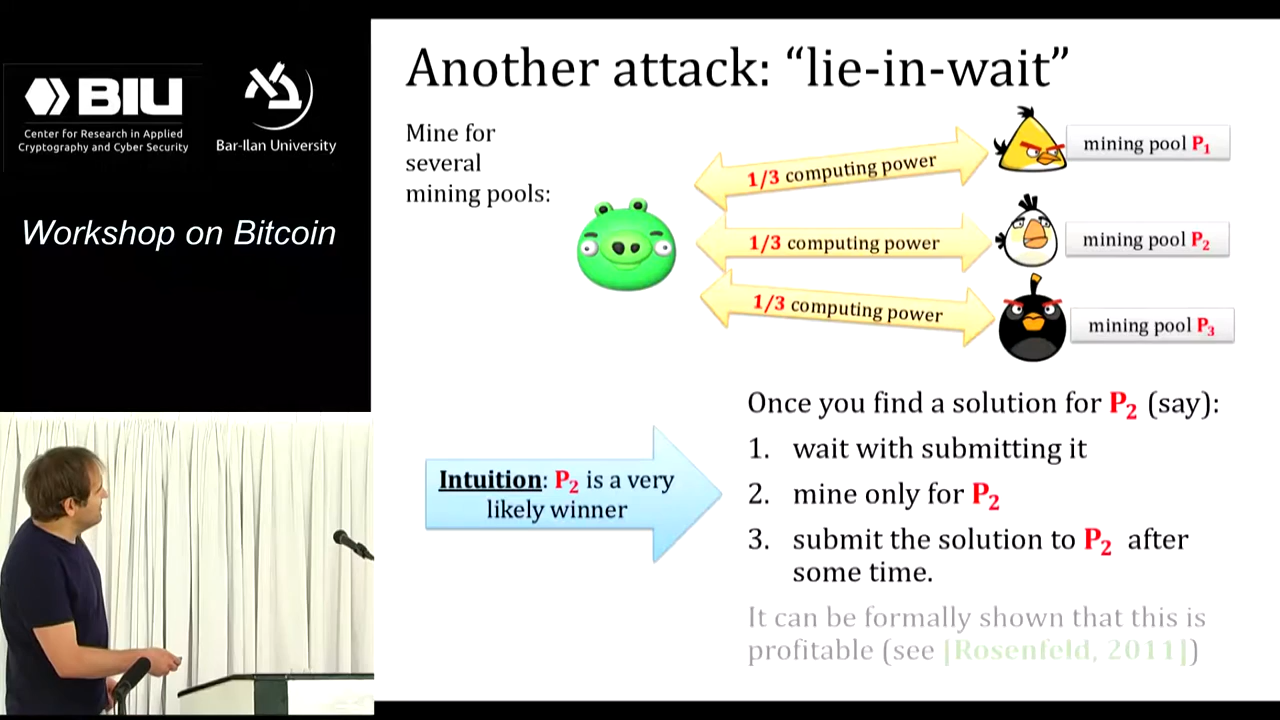 BIU
Center for Research in Applied
Cryptography and Cyber Security
Bar-Ilan University
Workshop on Bitcoin
Another attack: “lie-in-wait”
Mine for
several
mining pools:
1/3 computing power
mining pool P1
1/3 computing power
mining pool P2
1/3 computing power
mining pool P3
Intuition: P2 is a very
likely winner
Once you find a solution for P2 (say):
1. wait with submitting it
2. mine only for P2
3. submit the solution to P2 after
some time.
It can be formally shown that this is
profitable (see [Rosenfeld, 2011])